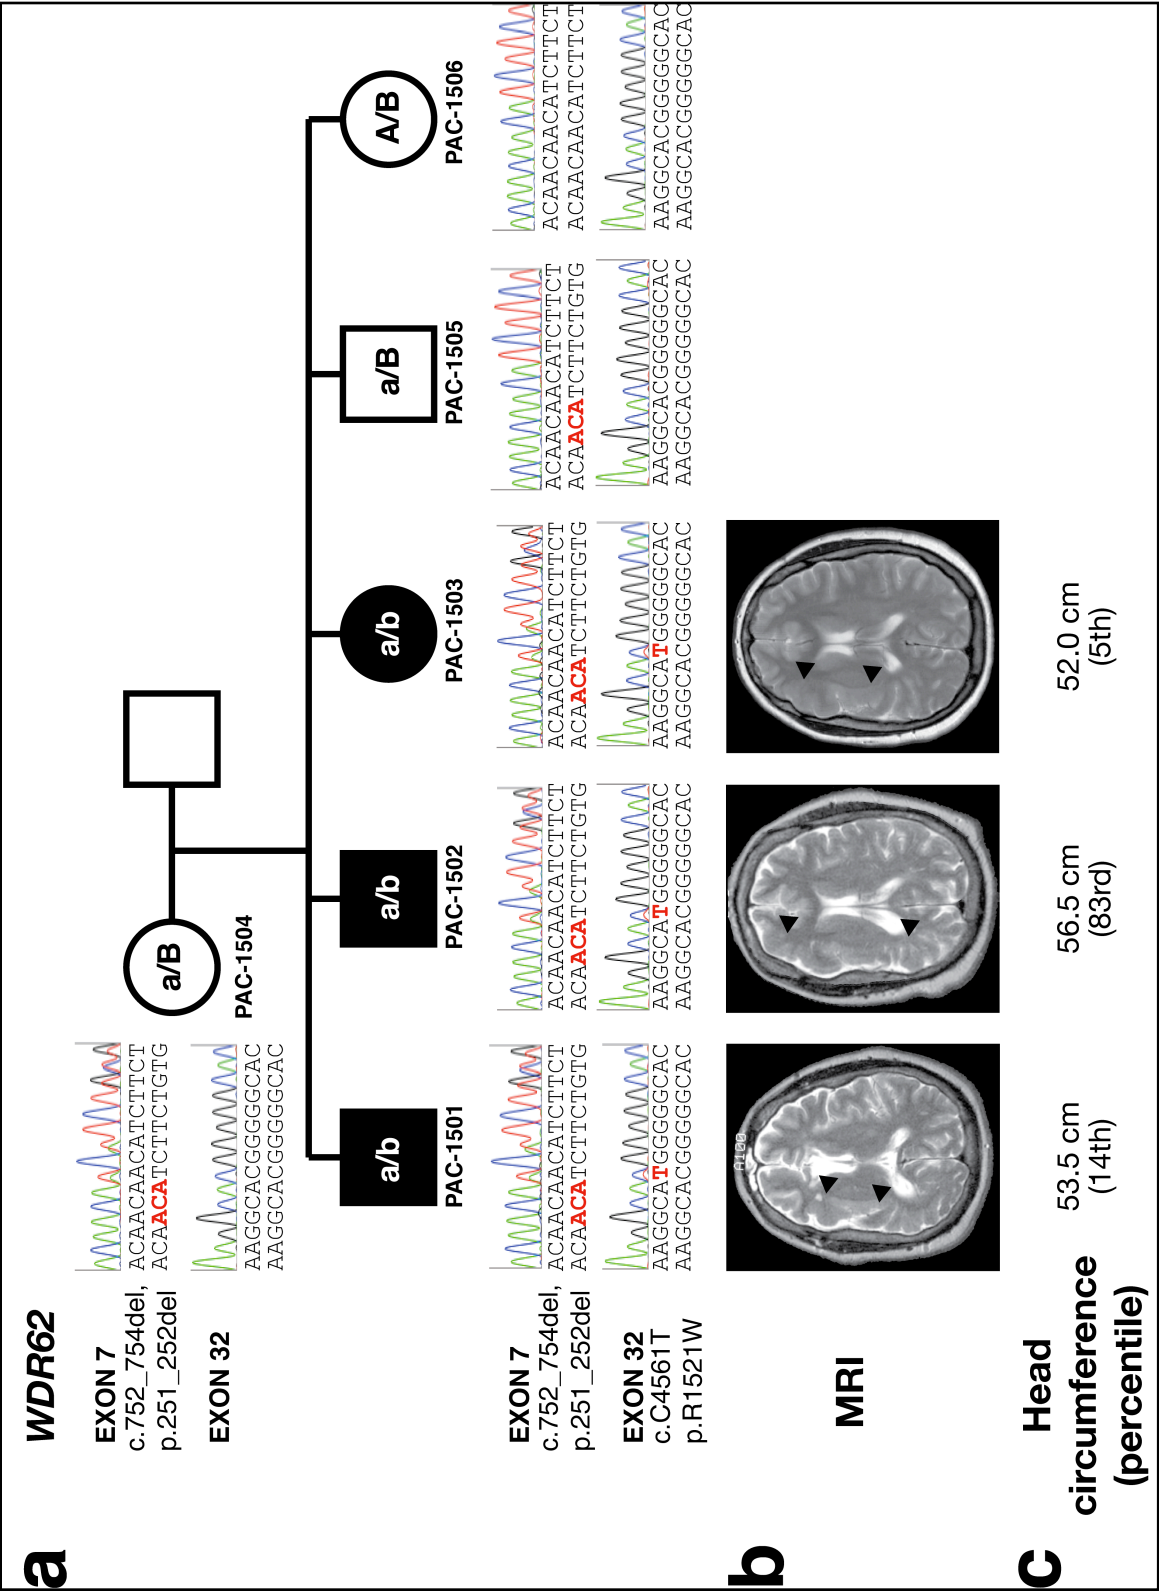 a
WDR62
EXON 7
c.752_754del,
p.251_252del
ACAACAACATCTTCT
ACAACATCTTCTGTG
EXON 32
AAGGCACGGGGGCAC
AAGGCACGGGGGCAC
a/B
PAC-1504
a/b
PAC-1501
a/b
PAC-1502
a/b
PAC-1503
a/B
PAC-1505
A/B
PAC-1506
EXON 7
c.752_754del,
p.251_252del
ACAACAACATCTTCT
ACAACATCTTCTGTG
ACAACAACATCTTCT
ACAACATCTTCTGTG
ACAACAACATCTTCT
ACAACATCTTCTGTG
ACAACAACATCTTCT
ACAACATCTTCTGTG
ACAACAACATCTTCT
ACAACAACATCTTCT
EXON 32
c.C4561T
p.R1521W
AAGGCATGGGGGCAC
AAGGCACGGGGGCAC
AAGGCATGGGGGCAC
AAGGCACGGGGGCAC
AAGGCATGGGGGCAC
AAGGCACGGGGGCAC
AAGGCACGGGGGCAC
AAGGCACGGGGGCAC
AAGGCACGGGGGCAC
AAGGCACGGGGGCAC
b
MRI
A100
c
Head
circumference
(percentile)
53.5 cm
(14th)
56.5 cm
(83rd)
52.0 cm
(5th)